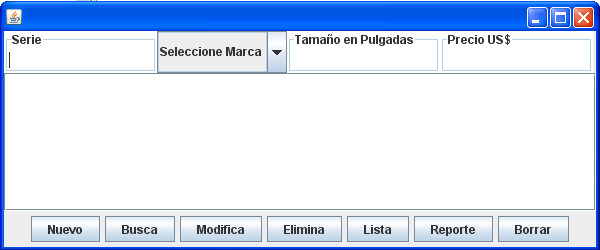 Serie
Seleccione Marca
Tamaño en Pulgadas
Precio US$
Nuevo
Busca
Modifica
Elimina
Lista
Reporte
Borrar